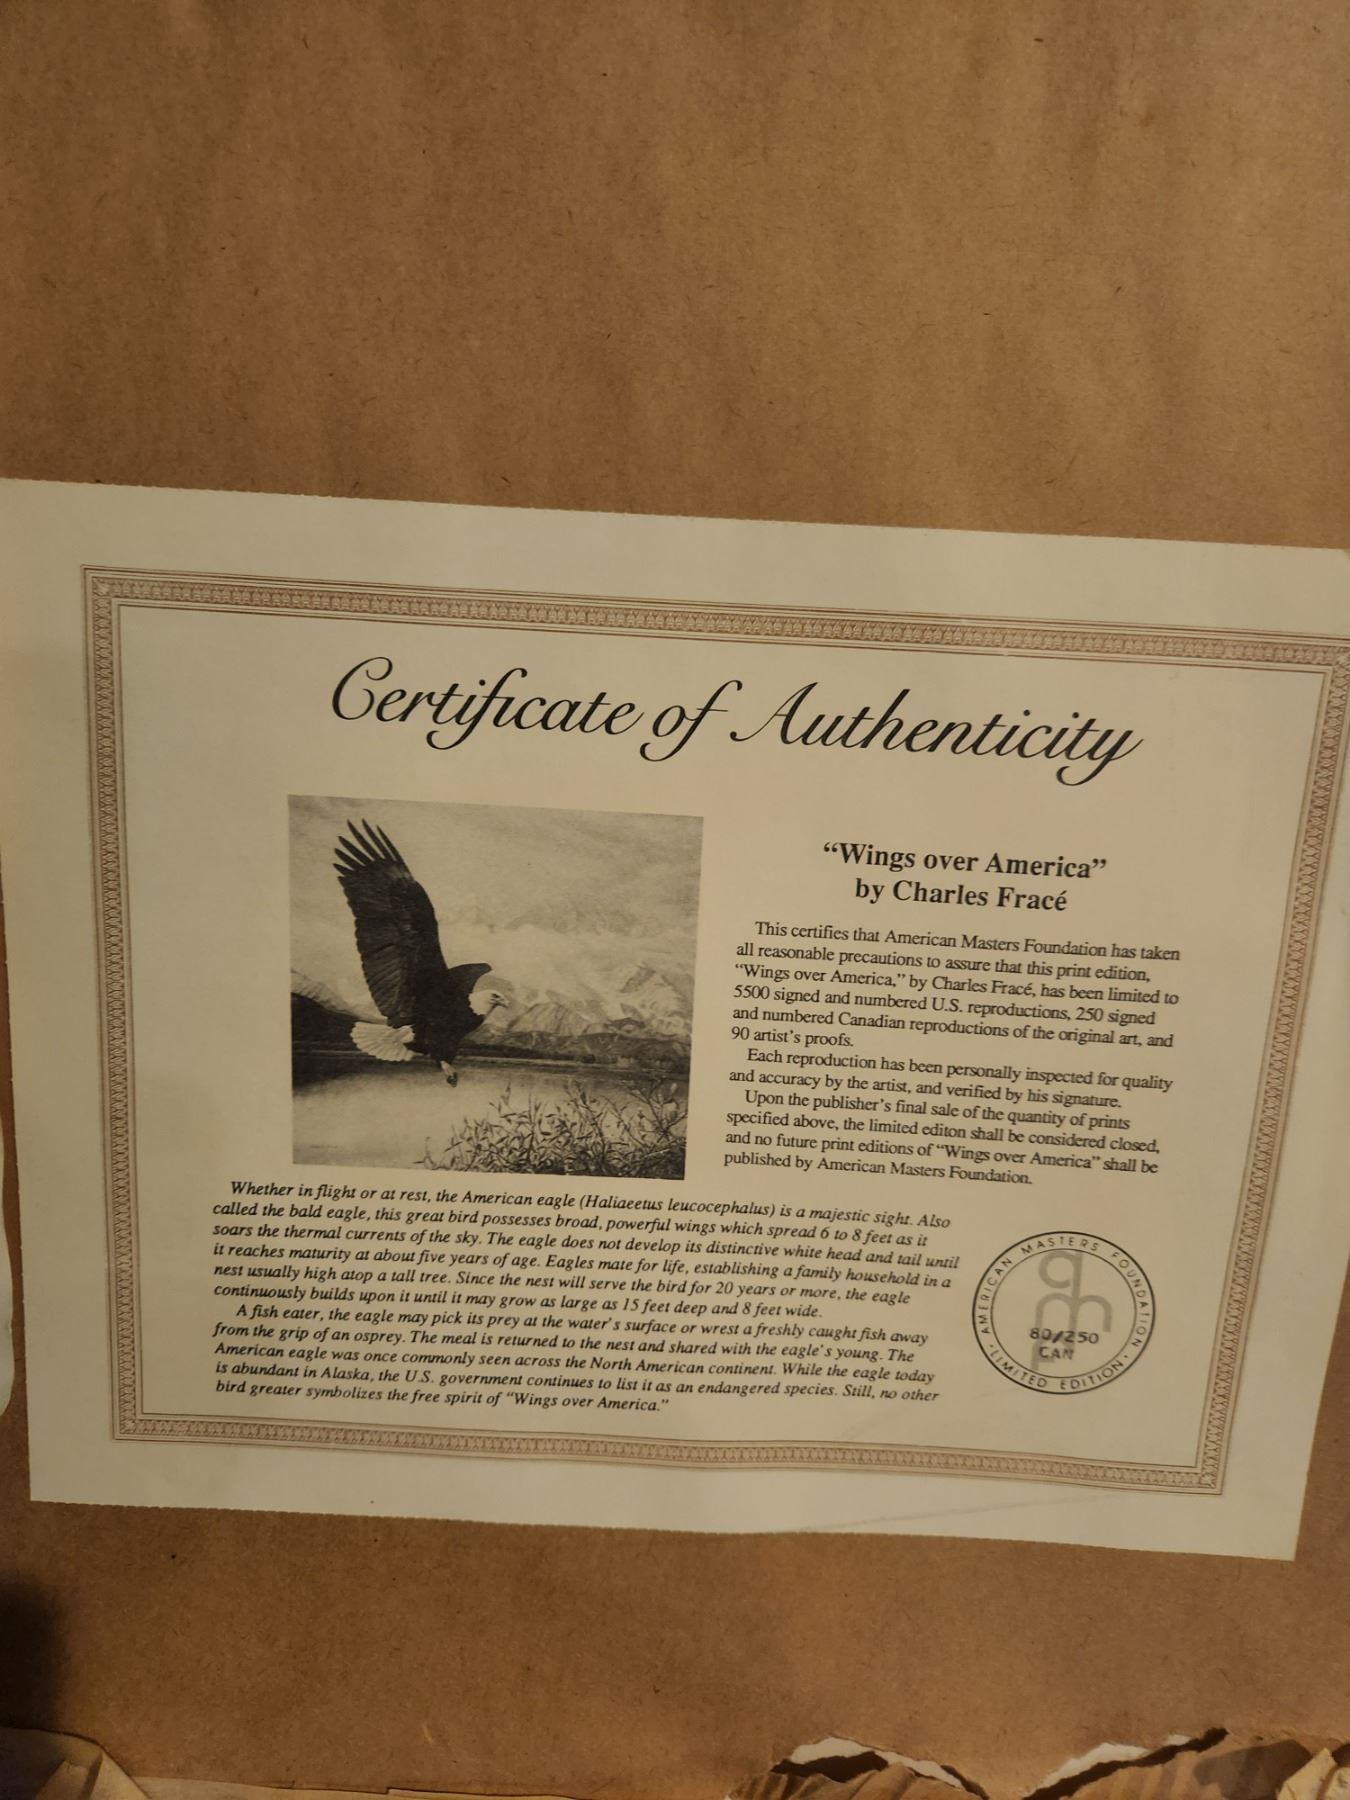 Certificate of Authenticity
“Wings over America”
by Charles Fracé
This certifies that American Masters Foundation has taken
all reasonable precautions to assure that this print edition,
“Wings over America,” by Charles Fracé, has been limited to
5500 signed and numbered U.S. reproductions, 250 signed
and numbered Canadian reproductions of the original art, and
90 artist’s proofs.
Each reproduction has been personally inspected for quality
and accuracy by the artist, and verified by his signature.
Upon the publisher’s final sale of the quantity of prints
specified above, the limited editon shall be considered closed,
and no future print editions of “Wings over America” shall be
published by American Masters Foundation.
Whether in flight or at rest, the American eagle (Haliaeetus leucocephalus) is a majestic sight. Also
called the bald eagle, this great bird possesses broad, powerful wings which spread 6 to 8 feet as it
soars the thermal currents of the sky. The eagle does not develop its distinctive white head and tail until
it reaches maturity at about five years of age. Eagles mate for life, establishing a family household in a
nest usually high atop a tall tree. Since the nest will serve the bird for 20 years or more, the eagle
continuously builds upon it until it may grow as large as 15 feet deep and 8 feet wide.
A fish eater, the eagle may pick its prey at the water’s surface or wrest a freshly caught fish away
from the grip of an osprey. The meal is returned to the nest and shared with the eagle’s young. The
American eagle was once commonly seen across the North American continent. While the eagle today
is abundant in Alaska, the U.S. government continues to list it as an endangered species. Still, no other
bird greater symbolizes the free spirit of “Wings over America.”
AMERICAN MASTERS FOUNDATION
amf
80/250
CAN
· LIMITED EDITION ·